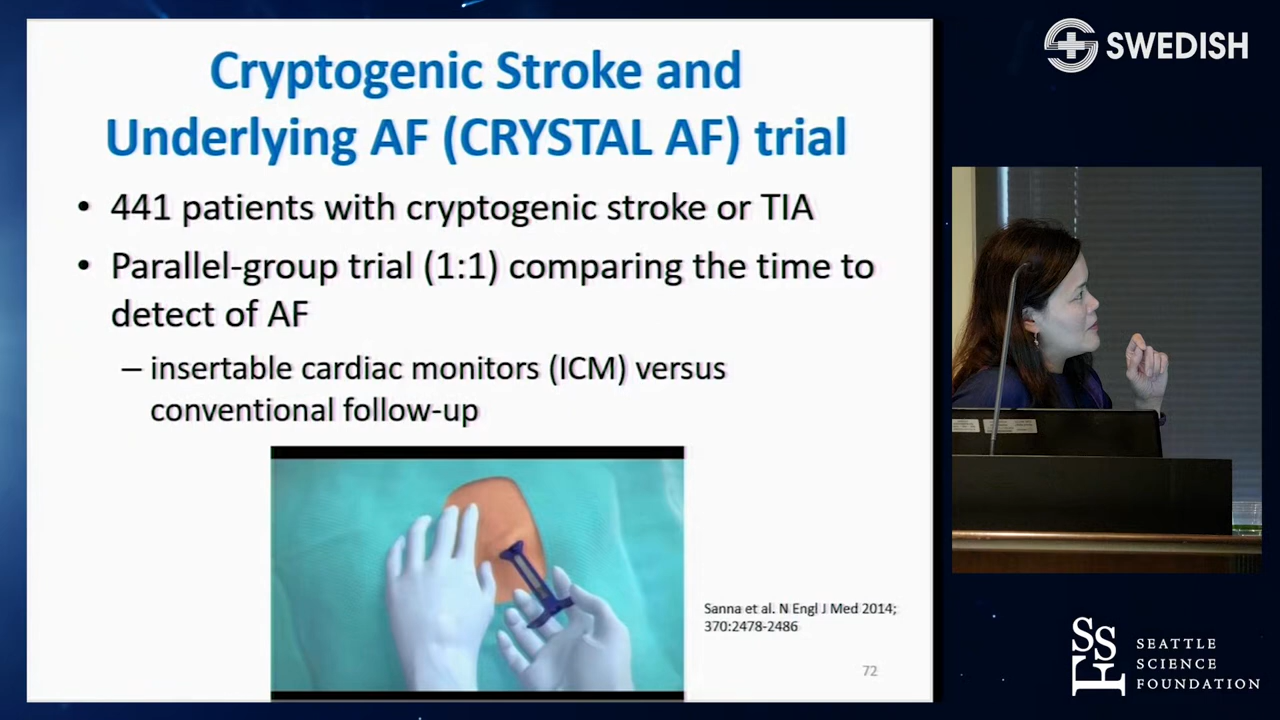 Cryptogenic Stroke and
Underlying AF (CRYSTAL AF) trial
• 441 patients with cryptogenic stroke or TIA
• Parallel-group trial (1:1) comparing the time to
detect of AF
– insertable cardiac monitors (ICM) versus
conventional follow-up
Sanna et al. N Engl J Med 2014;
370:2478-2486
72
SWEDISH
SSF
SEATTLE
SCIENCE
FOUNDATION